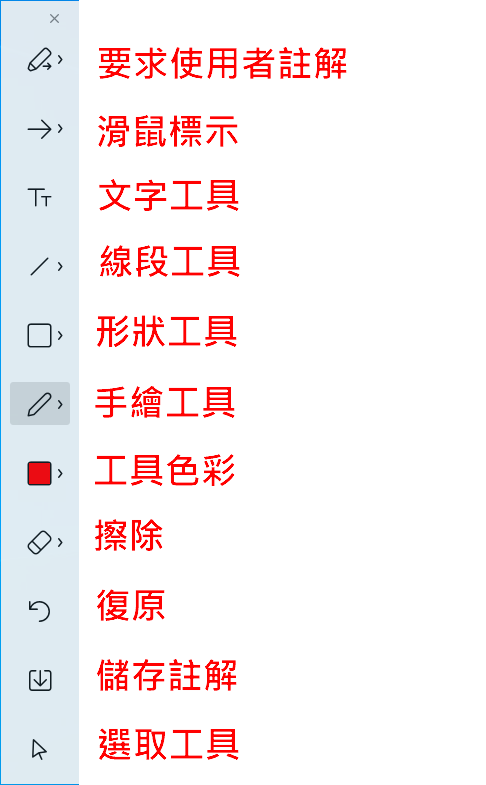 要求使用者註解
滑鼠標示
Tт 文字工具
線段工具
形狀工具
手繪工具
工具色彩
擦除
復原
儲存註解
選取工具